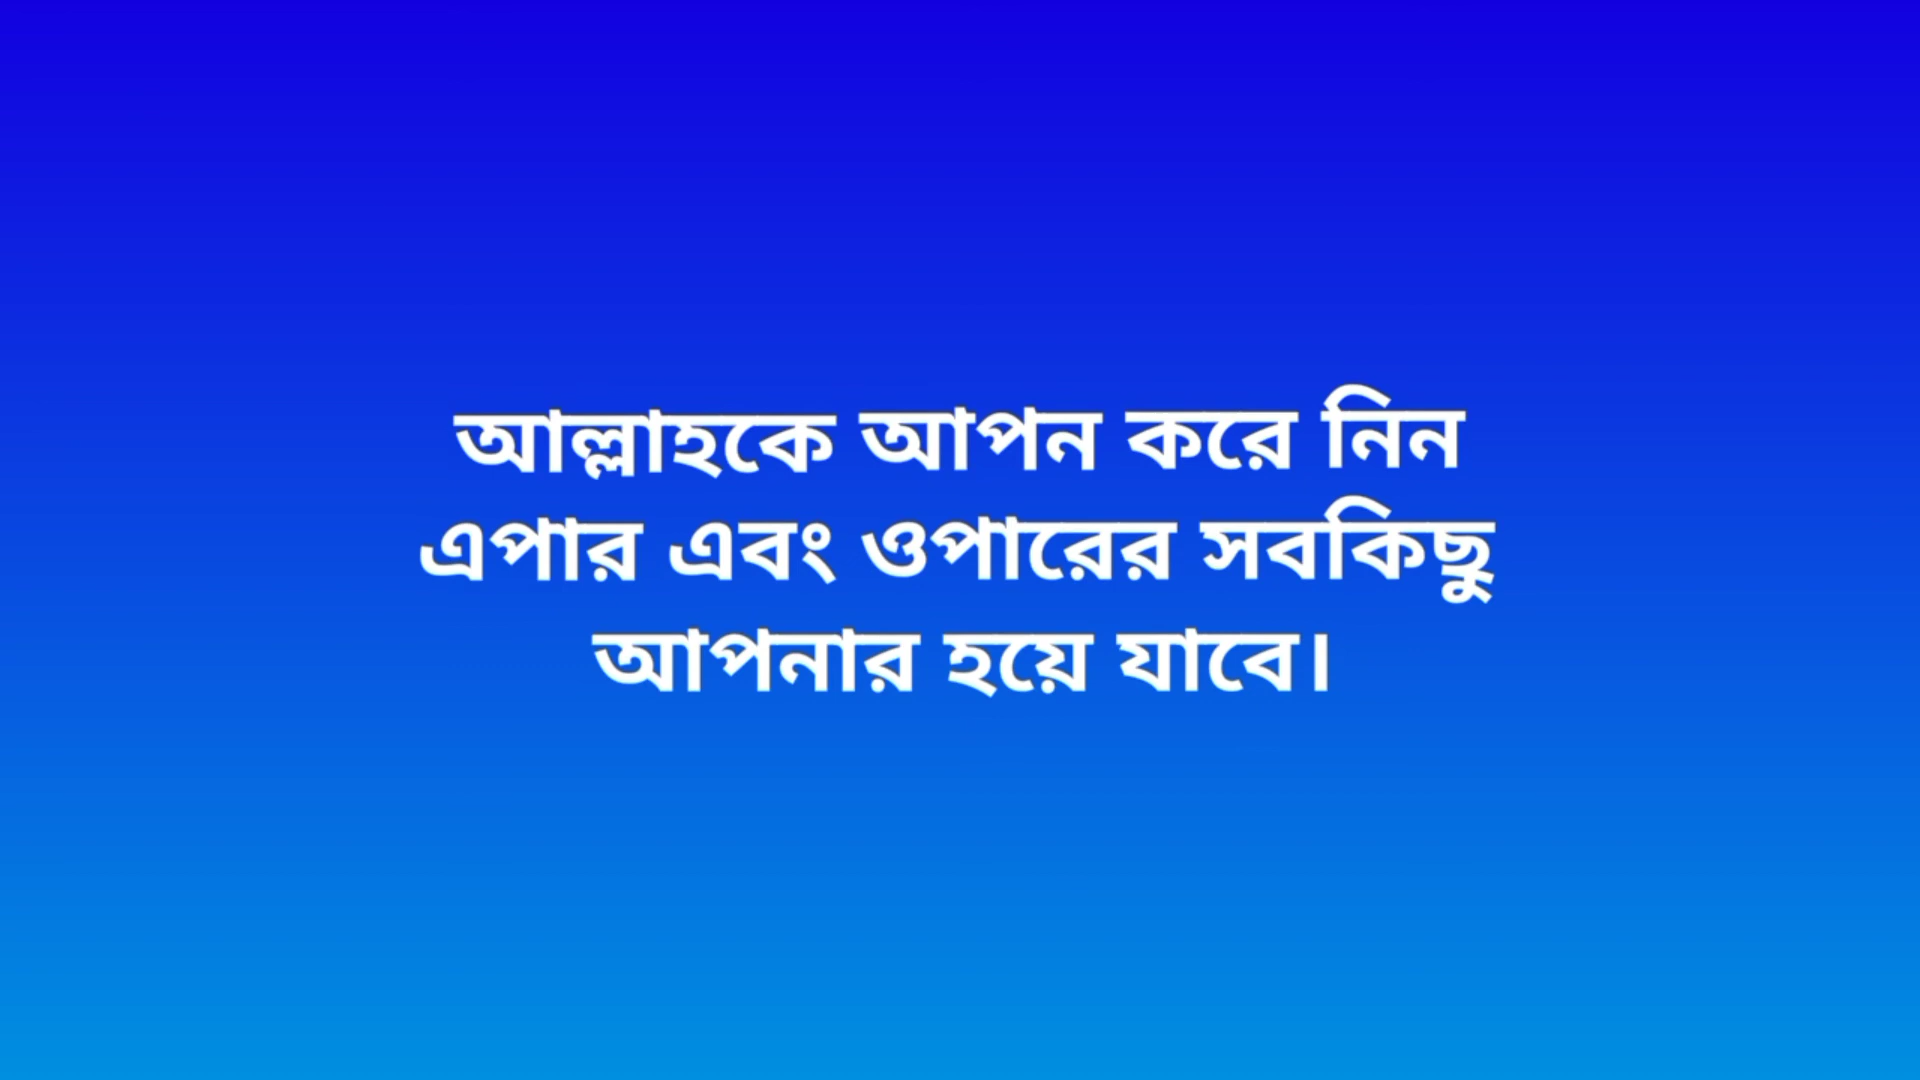 আল্লাহকে আপন করে নিন
এপার এবং ওপারের সবকিছু
আপনার হয়ে যাবে।